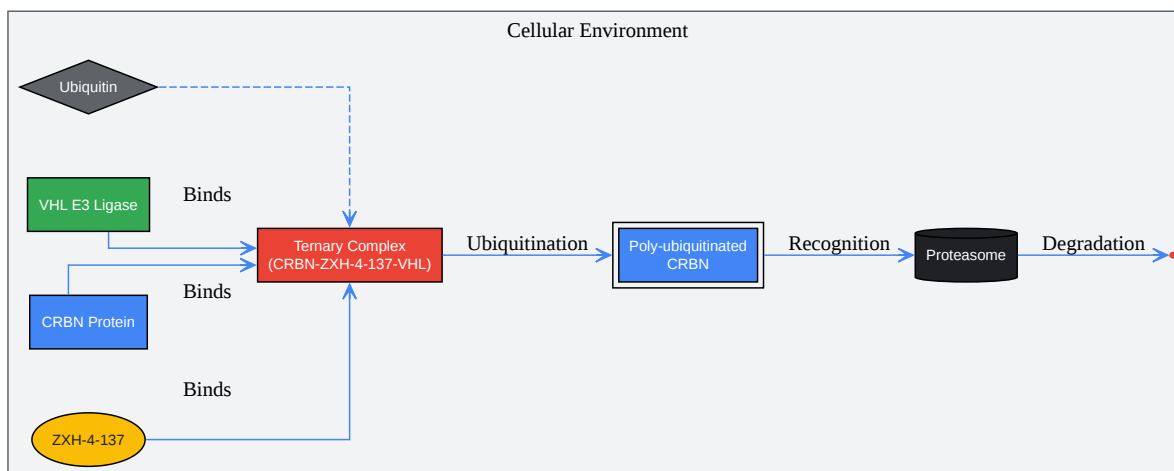 Cellular Environment
Ubiquitin
VHL E3 Ligase
Binds
Ternary Complex
(CRBN-ZXH-4-137-VHL)
Ubiquitination
Poly-ubiquitinated
CRBN
Recognition
Proteasome
Degradation
Binds
CRBN Protein
Binds
ZXH-4-137